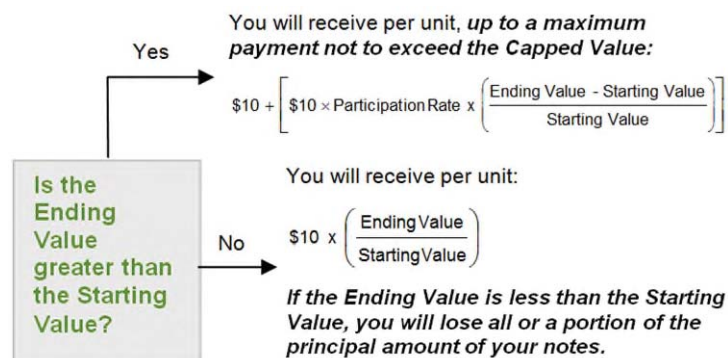 You will receive per unit, up to a maximum
payment not to exceed the Capped Value:
Yes
$10 + [ $10 × Participation Rate x ( Ending Value - Starting Value / Starting Value ) ]
Is the
Ending
Value
greater than
the Starting
Value?
No
You will receive per unit:
$10 x ( Ending Value / Starting Value )
If the Ending Value is less than the Starting
Value, you will lose all or a portion of the
principal amount of your notes.